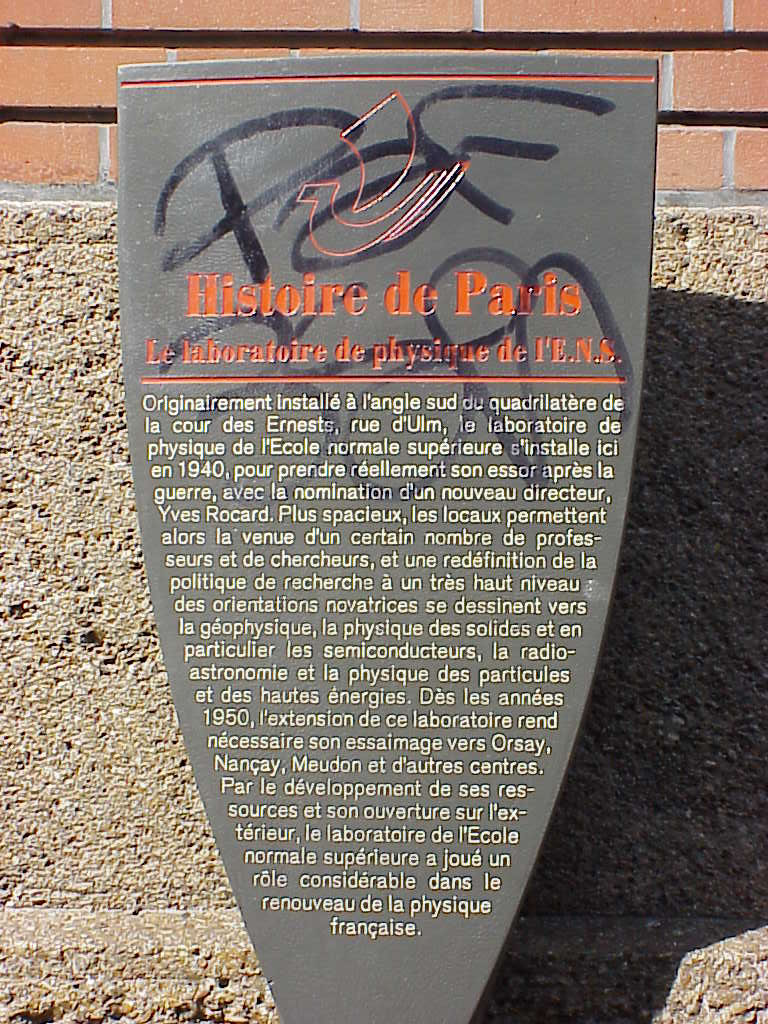 Histoire de Paris
Le laboratoire de physique de l'E.N.S.
Originairement installé à l'angle sud du quadrilatère de
la cour des Ernests, rue d'Ulm, le laboratoire de
physique de l'Ecole normale supérieure s'installe ici
en 1940, pour prendre réellement son essor après la
guerre, avec la nomination d'un nouveau directeur,
Yves Rocard. Plus spacieux, les locaux permettent
alors la venue d'un certain nombre de profes-
seurs et de chercheurs, et une redéfinition de la
politique de recherche à un très haut niveau :
des orientations novatrices se dessinent vers
la géophysique, la physique des solides et en
particulier les semiconducteurs, la radio-
astronomie et la physique des particules
et des hautes énergies. Dès les années
1950, l'extension de ce laboratoire rend
nécessaire son essaimage vers Orsay,
Nançay, Meudon et d'autres centres.
Par le développement de ses res-
sources et son ouverture sur l'ex-
térieur, le laboratoire de l'Ecole
normale supérieure a joué un
rôle considérable dans le
renouveau de la physique
française.